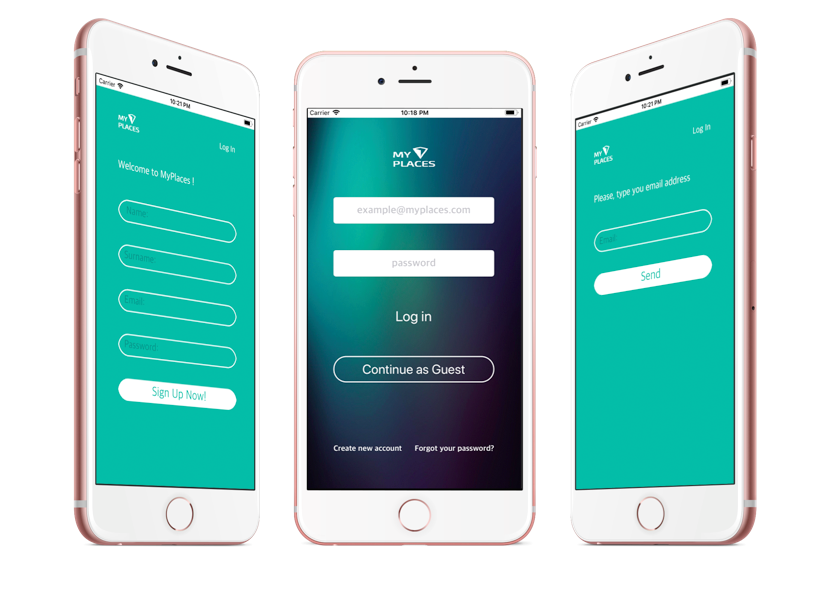 Carrier
10:21 PM
MY
PLACES
Log In
Welcome to MyPlaces !
Name
Surname
Email
Password
Sign Up Now!
Carrier
10:18 PM
MY
PLACES
example@myplaces.com
password
Log in
Continue as Guest
Create new account
Forgot your password?
Carrier
10:21 PM
Log In
MY
PLACES
Please, type you email address
Email
Send